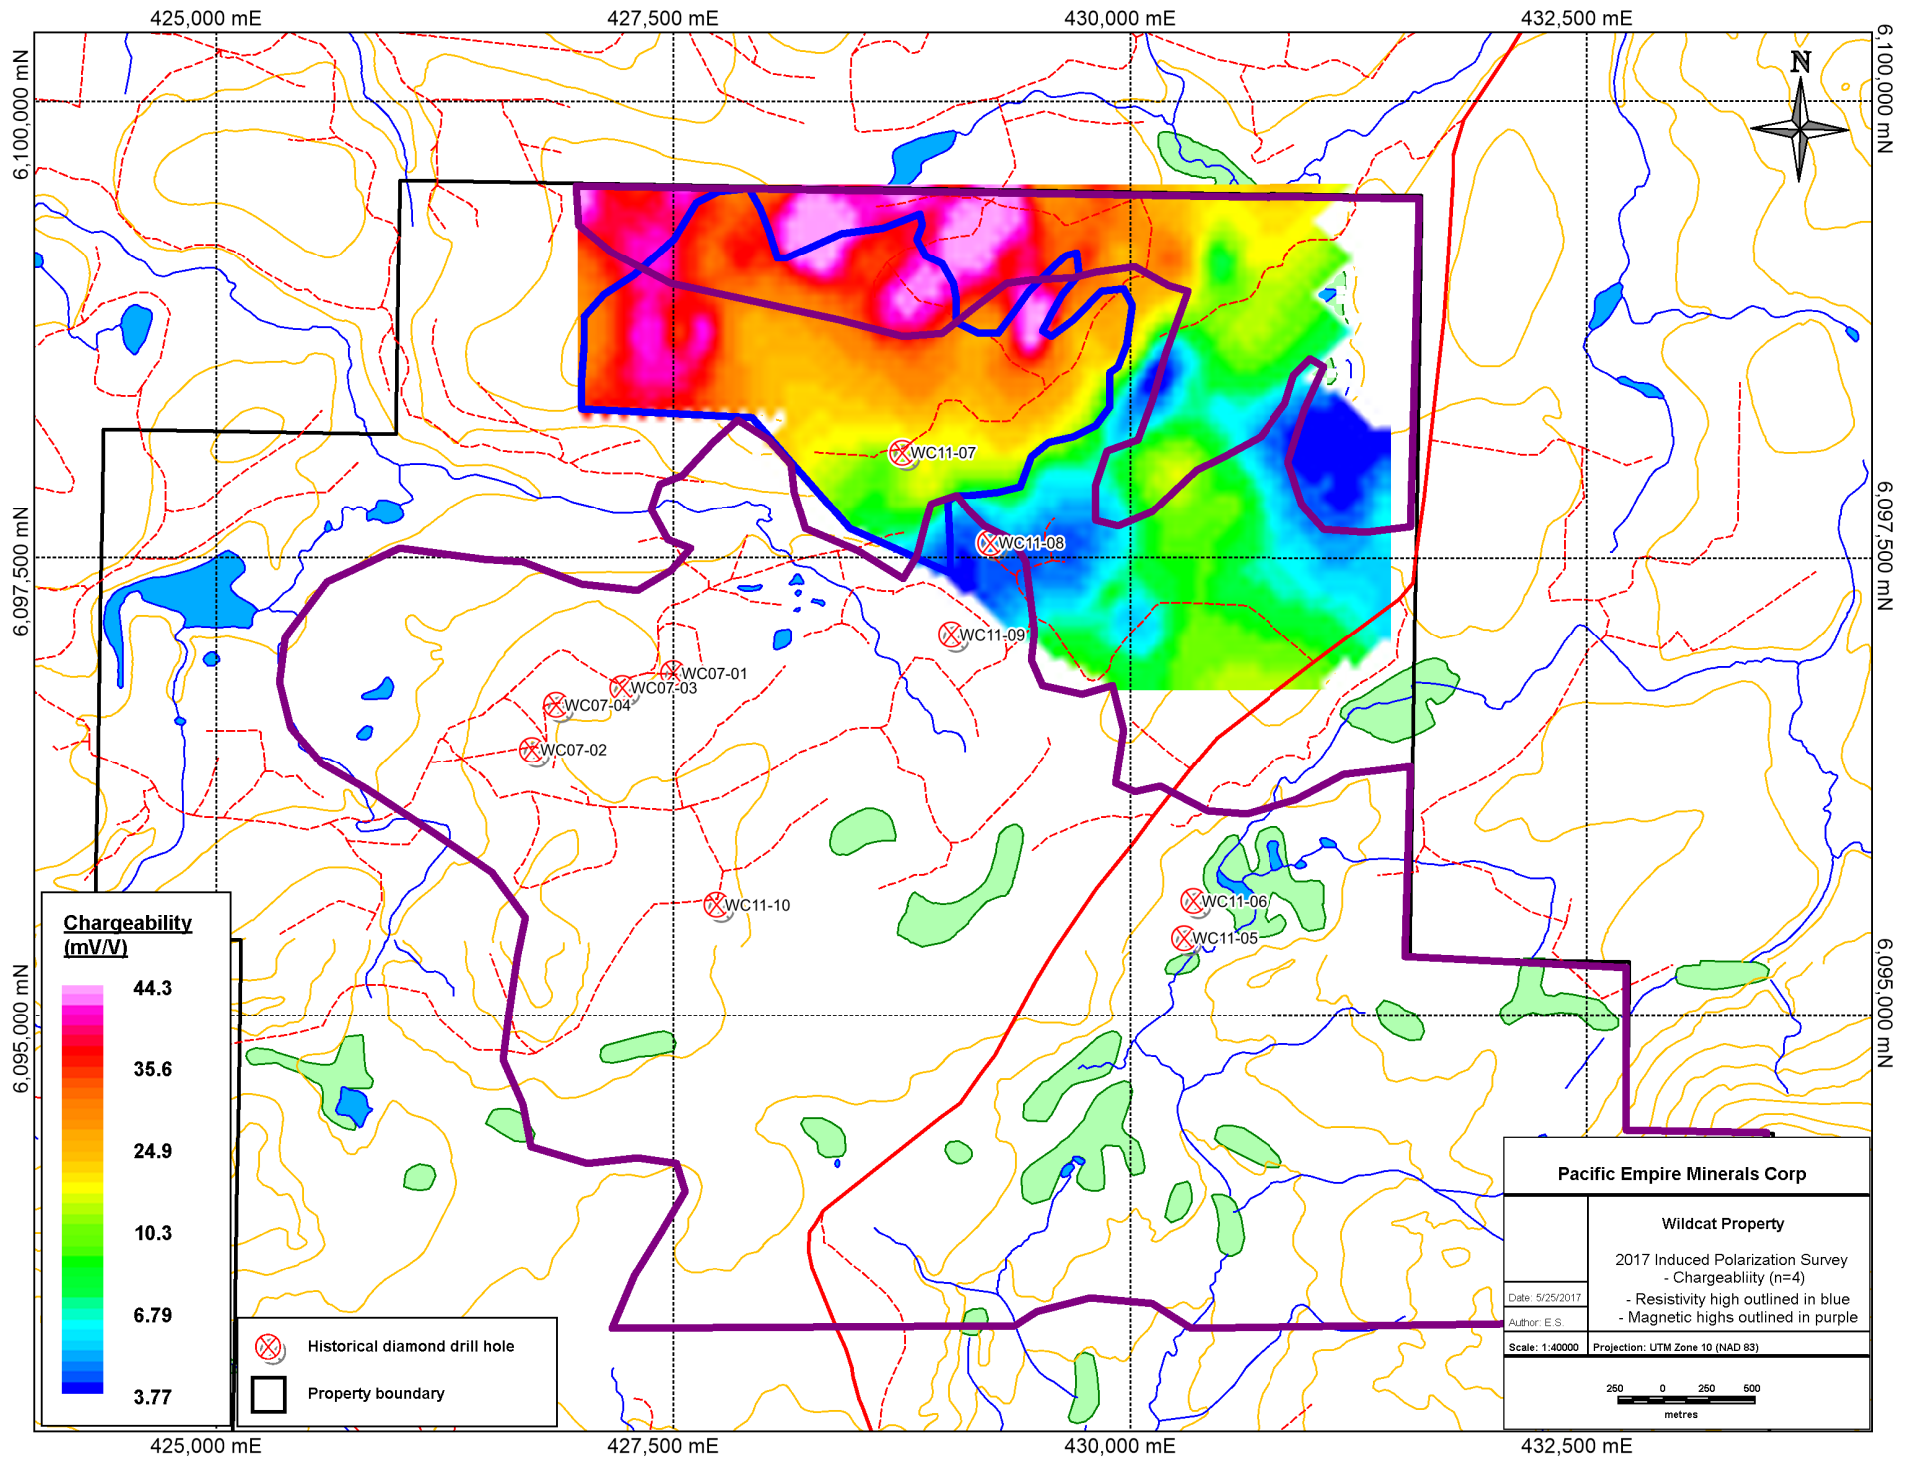 425,000 mE
427,500 mE
430,000 mE
432,500 mE
6,100,000 mN
6,100,000 mN
N
WC11-07
6,097,500 mN
6,097,500 mN
WC11-08
WC11-09
WC07-01
WC07-03
WC07-04
WC07-02
WC11-10
WC11-06
WC11-05
6,095,000 mN
6,095,000 mN
Chargeability
(mV/V)
44.3
35.6
24.9
10.3
6.79
3.77
Historical diamond drill hole
Property boundary
Pacific Empire Minerals Corp
Wildcat Property
2017 Induced Polarization Survey
- Chargeabliity (n=4)
- Resistivity high outlined in blue
- Magnetic highs outlined in purple
Date: 5/25/2017
Author: E.S.
Scale: 1:40000
Projection: UTM Zone 10 (NAD 83)
250 0 250 500
metres
425,000 mE
427,500 mE
430,000 mE
432,500 mE